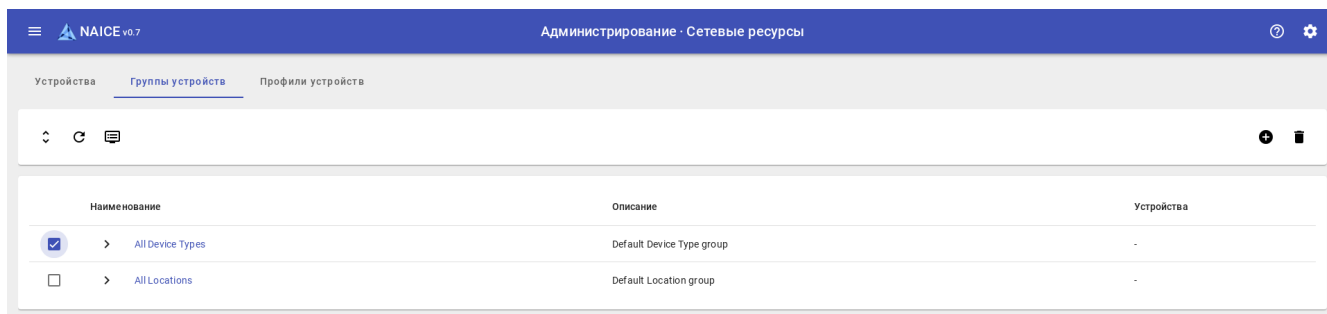 NAICE v0.7 Администрирование · Сетевые ресурсы
Устройства Группы устройств Профили устройств
Наименование Описание Устройства
All Device Types Default Device Type group -
All Locations Default Location group -